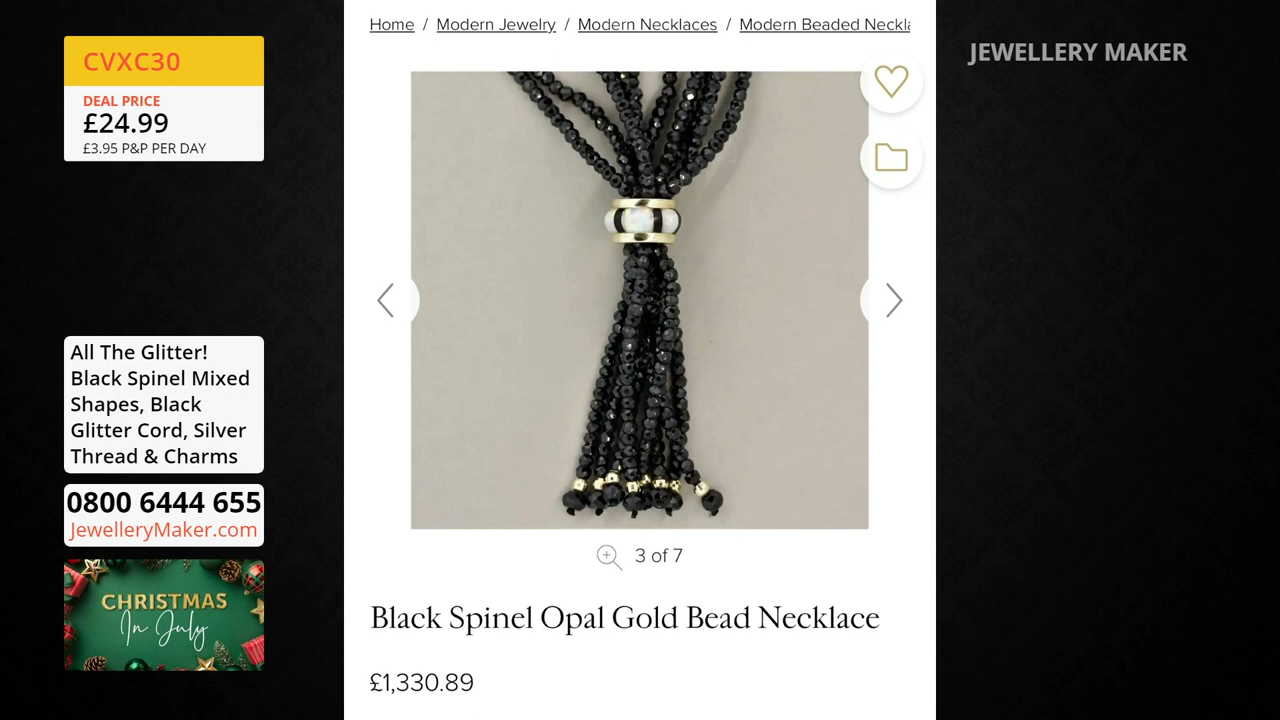 CVXC30
DEAL PRICE
£24.99
£3.95 P&P PER DAY
All The Glitter!
Black Spinel Mixed
Shapes, Black
Glitter Cord, Silver
Thread & Charms
0800 6444 655
JewelleryMaker.com
CHRISTMAS
In July
Home / Modern Jewelry / Modern Necklaces / Modern Beaded Neckla
3 of 7
Black Spinel Opal Gold Bead Necklace
£1,330.89
JEWELLERY MAKER